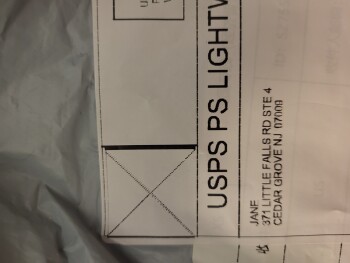 USPS PS LIGHTW
JANE
371 LITTLE FALLS RD STE 4
CEDAR GROVE NJ 07009